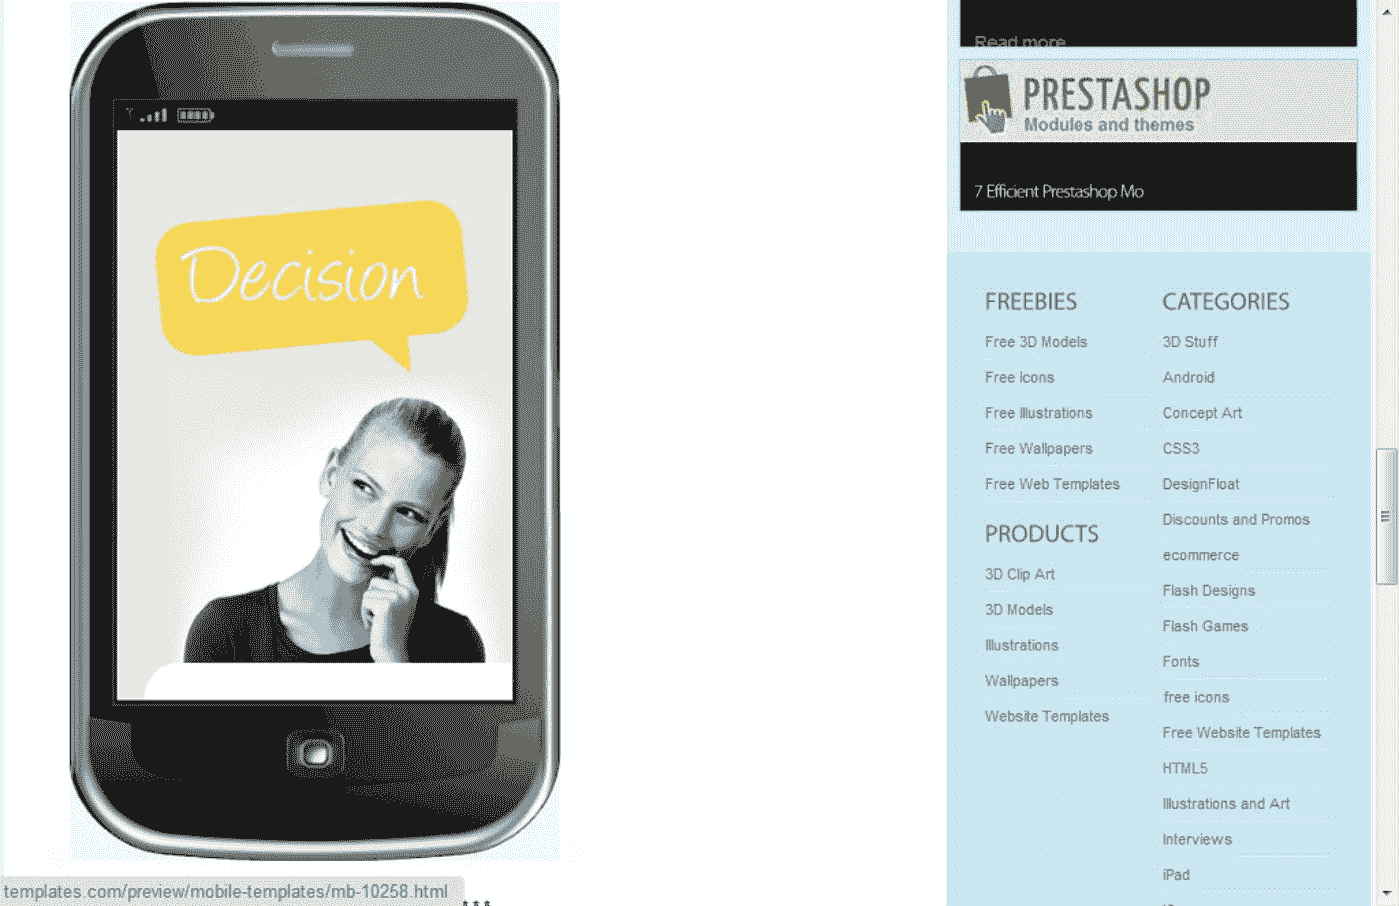 Decision
templates.com/preview/mobile-templates/mb-10258.html
Read more
PRESTASHOP
Modules and themes
7 Efficient Prestashop Mo
FREEBIES
Free 3D Models
Free Icons
Free Illustrations
Free Wallpapers
Free Web Templates
PRODUCTS
3D Clip Art
3D Models
Illustrations
Wallpapers
Website Templates
CATEGORIES
3D Stuff
Android
Concept Art
CSS3
DesignFloat
Discounts and Promos
ecommerce
Flash Designs
Flash Games
Fonts
free icons
Free Website Templates
HTML5
Illustrations and Art
Interviews
iPad